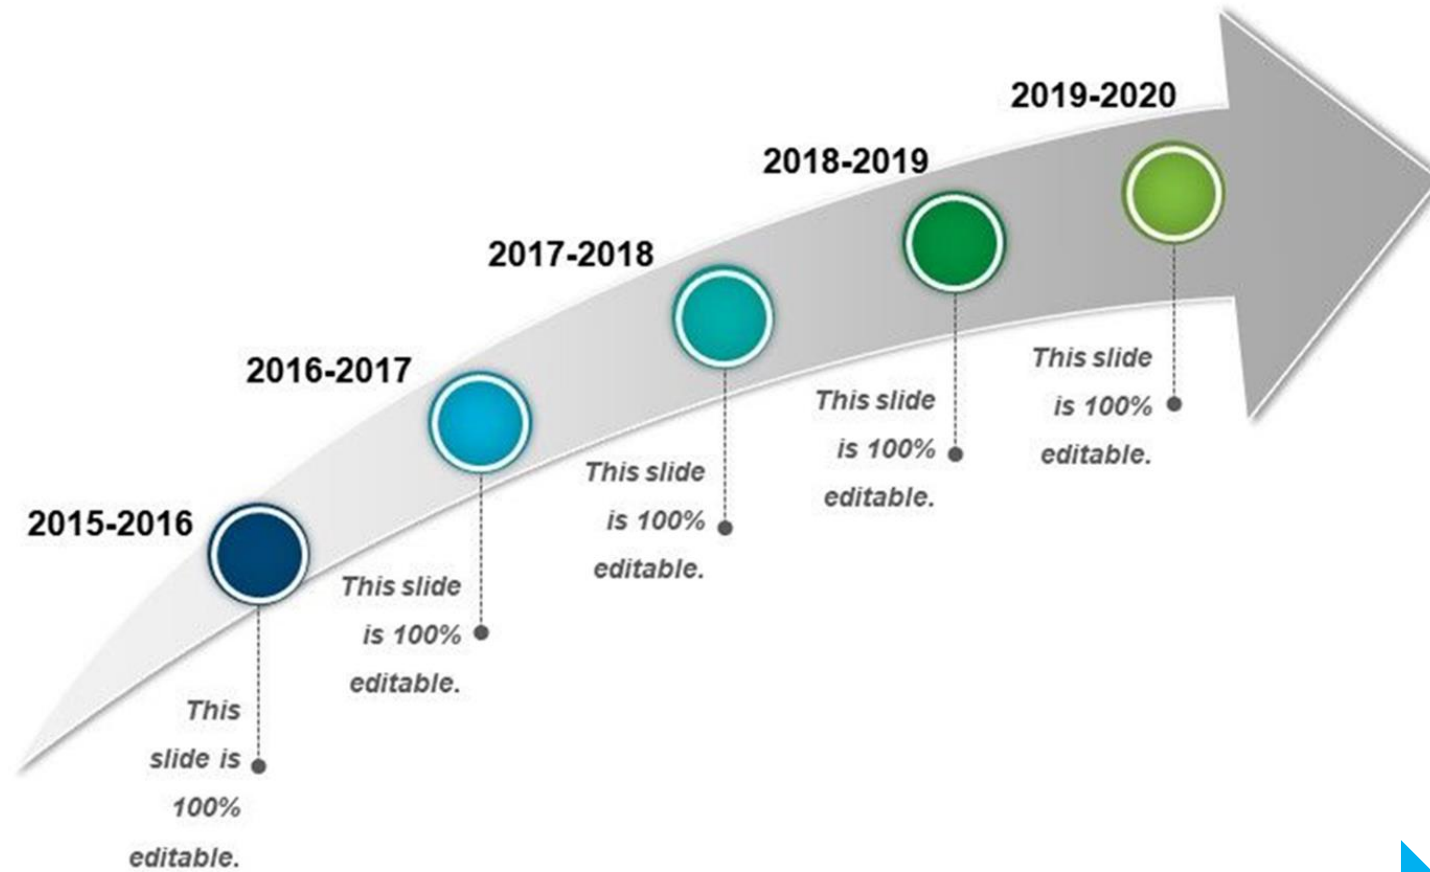 2015-2016
This
slide is
100%
editable.
2016-2017
This slide
is 100%
editable.
2017-2018
This slide
is 100%
editable.
2018-2019
This slide
is 100%
editable.
2019-2020
This slide
is 100%
editable.